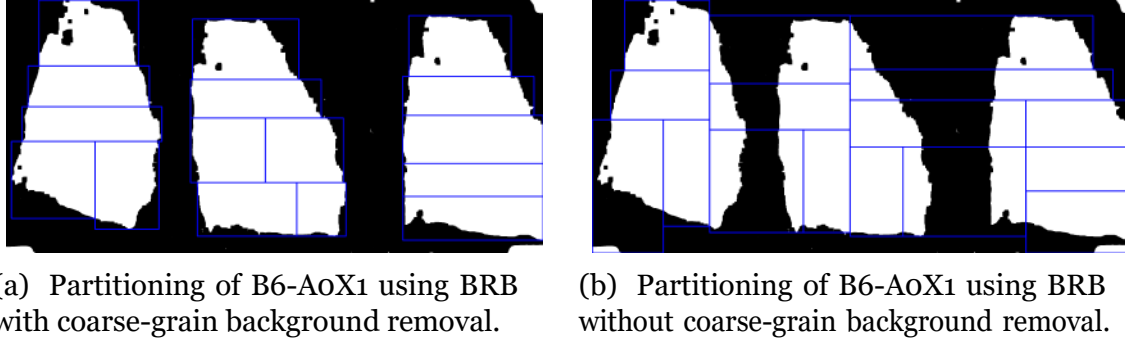 (a) Partitioning of B6-A0X1 using BRB
with coarse-grain background removal.
(b) Partitioning of B6-A0X1 using BRB
without coarse-grain background removal.